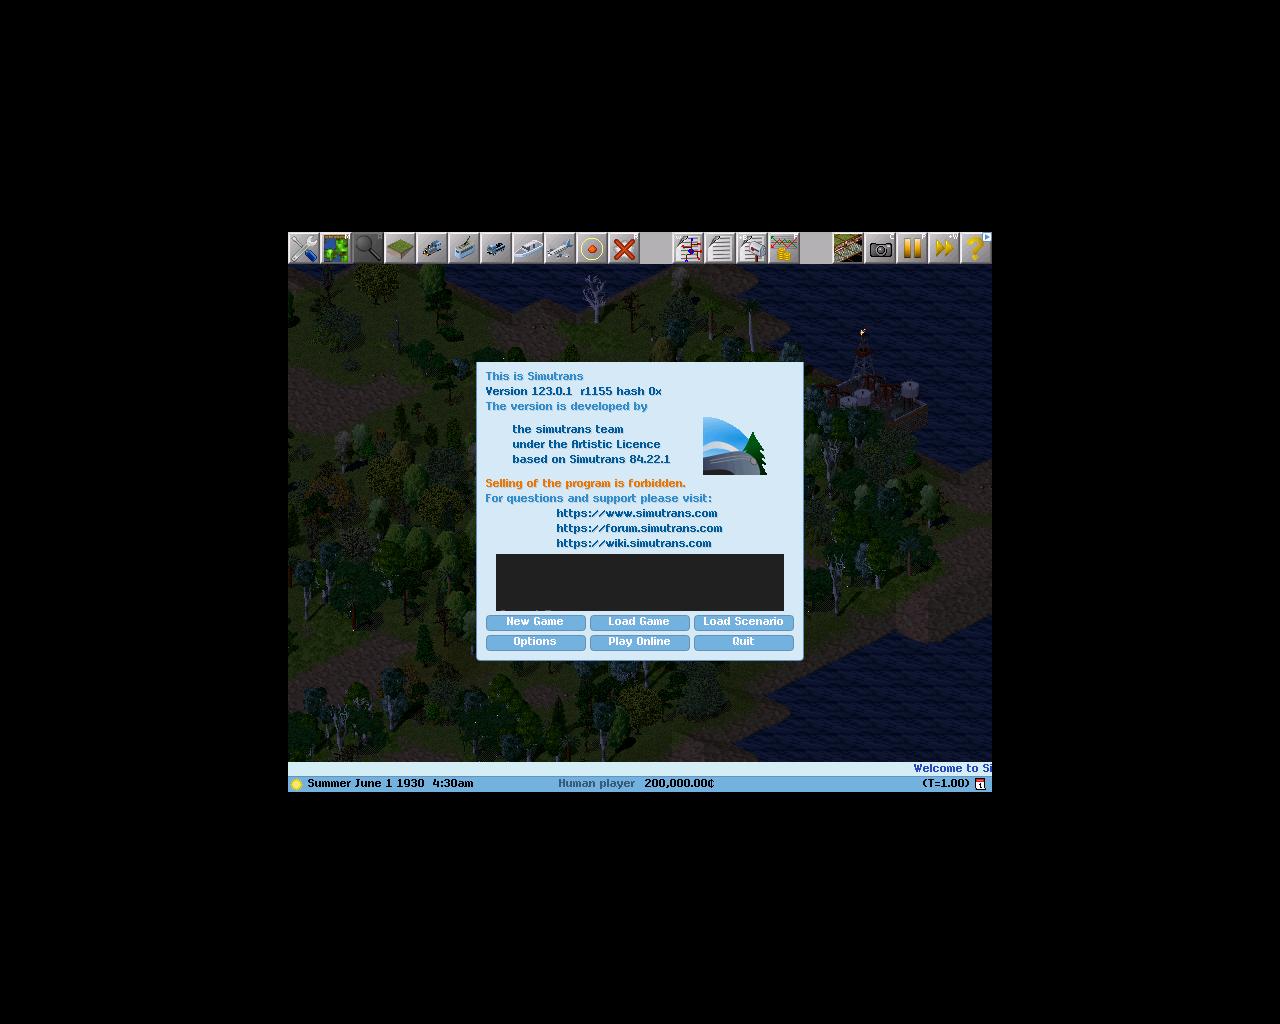 This is Simutrans
Version 123.0.1 r1155 hash 0x
The version is developed by
the simutrans team
under the Artistic Licence
based on Simutrans 84.22.1
Selling of the program is forbidden.
For questions and support please visit:
https://www.simutrans.com
https://forum.simutrans.com
https://wiki.simutrans.com
New Game Load Game Load Scenario
Options Play Online Quit
Welcome to Si
Summer June 1 1930 4:30am Human player 200,000.00¢ (T=1.00)